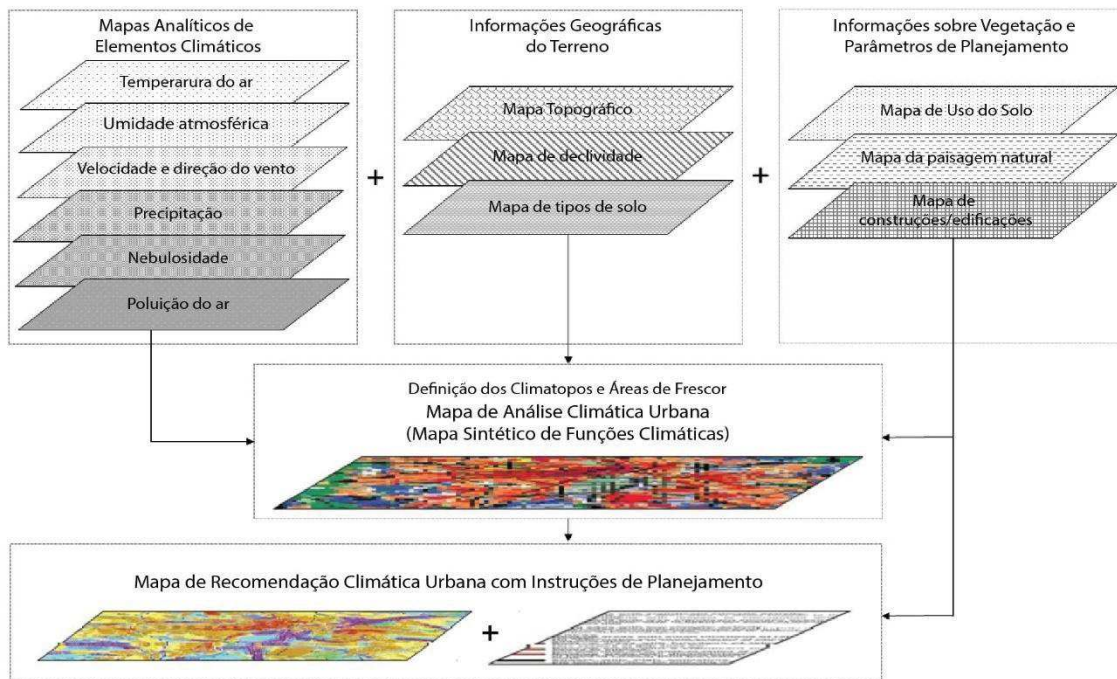 Mapas Analíticos de
Elementos Climáticos
Temperarura do ar
Umidade atmosférica
Velocidade e direção do vento
Precipitação
Nebulosidade
Poluição do ar
+
Informações Geográficas
do Terreno
Mapa Topográfico
Mapa de declividade
Mapa de tipos de solo
+
Informações sobre Vegetação e
Parâmetros de Planejamento
Mapa de Uso do Solo
Mapa da paisagem natural
Mapa de
construções/edificações
Definição dos Climatopos e Áreas de Frescor
Mapa de Análise Climática Urbana
(Mapa Sintético de Funções Climáticas)
Mapa de Recomendação Climática Urbana com Instruções de Planejamento
+